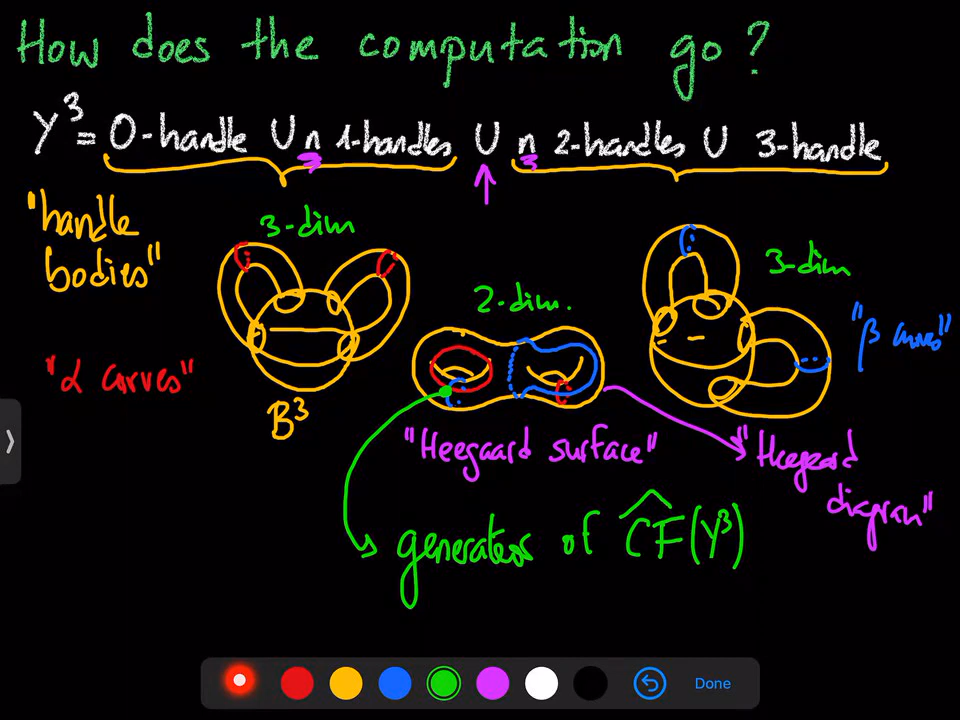 How does the computation go ?
Y³ = 0-handle ∪ n 1-handles ∪ n 2-handles ∪ 3-handle
"handle bodies"
3-dim
3-dim
2-dim.
"β curves"
"α curves"
B³
"Heegaard surface"
"Heegaard diagram"
generators of ĈF(Y³)
Done